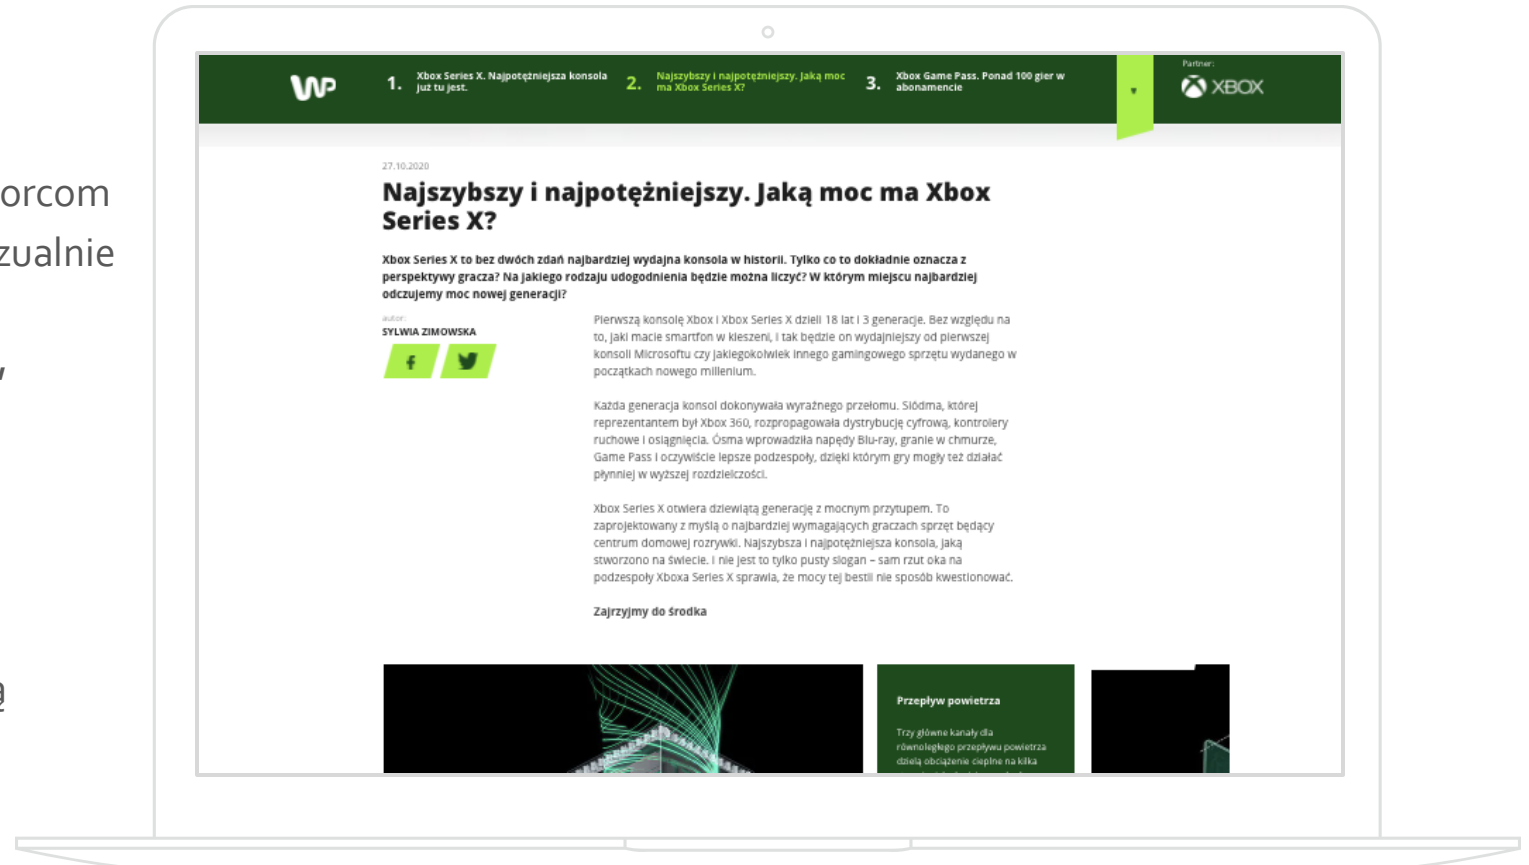 orcom
zualnie
ą
WP
1.
Xbox Series X. Najpotężniejsza konsola
już tu jest.
2.
Najszybszy i najpotężniejszy. Jaką moc
ma Xbox Series X?
3.
Xbox Game Pass. Ponad 100 gier w
abonamencie
Partner:
XBOX
27.10.2020
Najszybszy i najpotężniejszy. Jaką moc ma Xbox
Series X?
Xbox Series X to bez dwóch zdań najbardziej wydajna konsola w historii. Tylko co to dokładnie oznacza z
perspektywy gracza? Na jakiego rodzaju udogodnienia będzie można liczyć? W którym miejscu najbardziej
odczujemy moc nowej generacji?
autor:
SYLWIA ZIMOWSKA
Pierwszą konsolę Xbox i Xbox Series X dzieli 18 lat i 3 generacje. Bez względu na
to, jaki macie smartfon w kieszeni, i tak będzie on wydajniejszy od pierwszej
konsoli Microsoftu czy jakiegokolwiek innego gamingowego sprzętu wydanego w
początkach nowego millenium.
Każda generacja konsol dokonywała wyraźnego przełomu. Siódma, której
reprezentantem był Xbox 360, rozpropagowała dystrybucję cyfrową, kontrolery
ruchowe i osiągnięcia. Ósma wprowadziła napędy Blu-ray, granie w chmurze,
Game Pass i oczywiście lepsze podzespoły, dzięki którym gry mogły też działać
płynniej w wyższej rozdzielczości.
Xbox Series X otwiera dziewiątą generację z mocnym przytupem. To
zaprojektowany z myślą o najbardziej wymagających graczach sprzęt będący
centrum domowej rozrywki. Najszybsza i najpotężniejsza konsola, jaką
stworzono na świecie. I nie jest to tylko pusty slogan – sam rzut oka na
podzespoły Xboxa Series X sprawia, że mocy tej bestii nie sposób kwestionować.
Zajrzyjmy do środka
Przepływ powietrza
Trzy główne kanały dla
równoległego przepływu powietrza
dzielą obciążenie cieplne na kilka